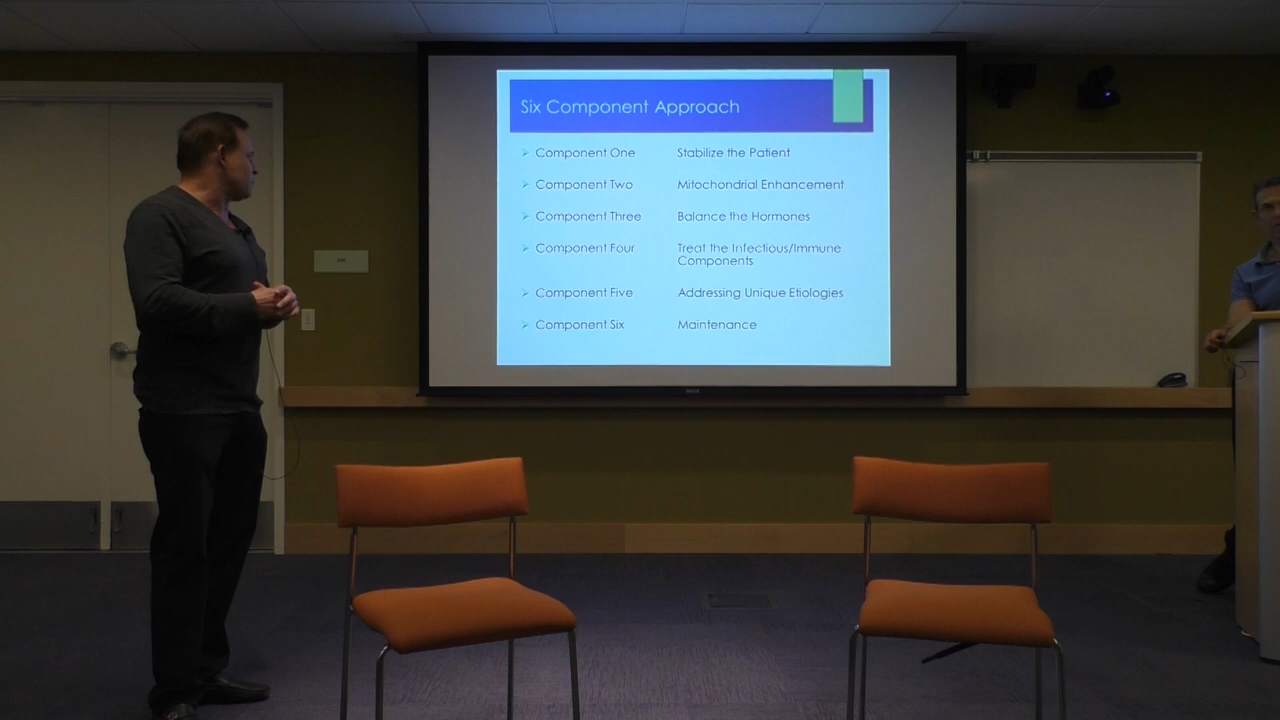 Six Component Approach
Component One Stabilize the Patient
Component Two Mitochondrial Enhancement
Component Three Balance the Hormones
Component Four Treat the Infectious/Immune
Components
Component Five Addressing Unique Etiologies
Component Six Maintenance